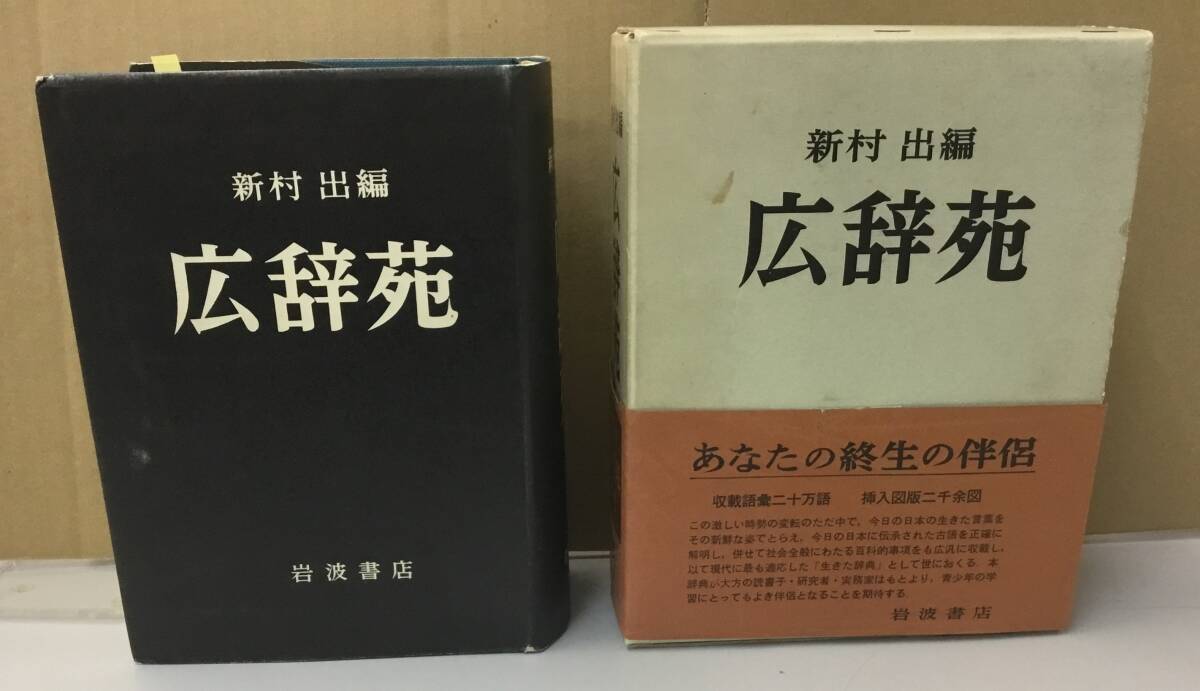 新村 出編
広辞苑
岩波書店
新村 出編
広辞苑
あなたの終生の伴侶
収載語彙二十万語 挿入図版二千余図
この激しい時勢の変転のただ中で，今日の日本の生きた言葉を
その新鮮な姿でとらえ，今日の日本に伝承された古語を正確に
解明し，併せて社会全般にわたる百科的事項をも広汎に収載し，
以て現代に最も適応した「生きた辞典」として世におくる．本
辞典が大方の読書子・研究者・実務家はもとより，青少年の学
習にとってもよき伴侶となることを期待する．
岩波書店